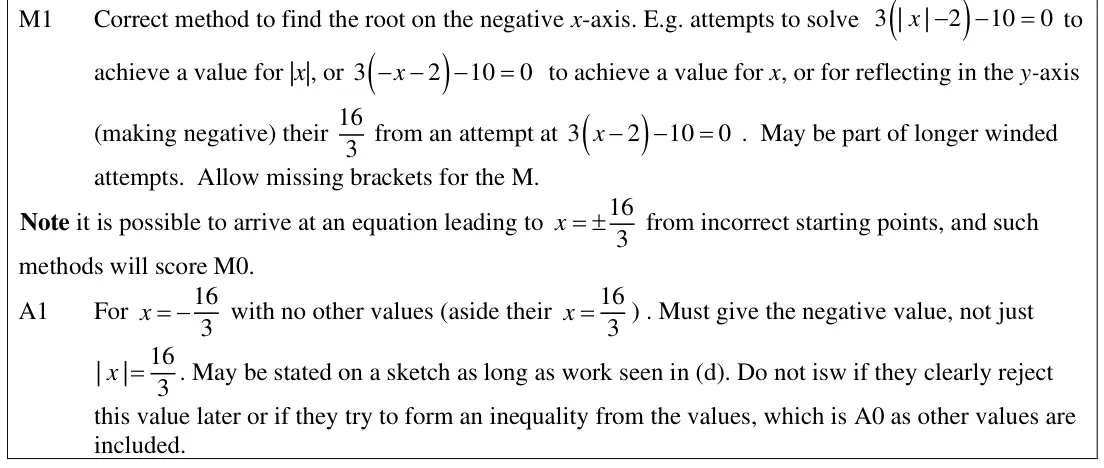 M1 Correct method to find the root on the negative x-axis. E.g. attempts to solve 3(|x|−2)−10=0 to
achieve a value for |x|, or 3(−x−2)−10=0 to achieve a value for x, or for reflecting in the y-axis
(making negative) their 16/3 from an attempt at 3(x−2)−10=0 . May be part of longer winded
attempts. Allow missing brackets for the M.
Note it is possible to arrive at an equation leading to x=±16/3 from incorrect starting points, and such
methods will score M0.
A1 For x=−16/3 with no other values (aside their x=16/3) . Must give the negative value, not just
|x|=16/3. May be stated on a sketch as long as work seen in (d). Do not isw if they clearly reject
this value later or if they try to form an inequality from the values, which is A0 as other values are
included.